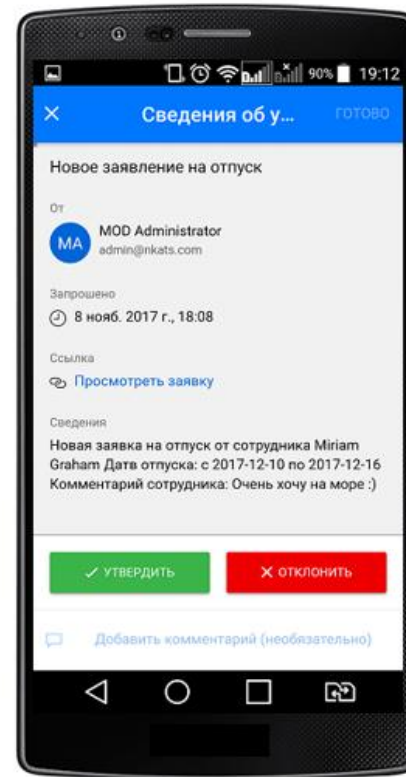 90% 19:12
Сведения об у... ГОТОВО
Новое заявление на отпуск
От
MA
MOD Administrator
admin@nkats.com
Запрошено
8 нояб. 2017 г., 18:08
Ссылка
Просмотреть заявку
Сведения
Новая заявка на отпуск от сотрудника Miriam
Graham Датв отпуска: с 2017-12-10 по 2017-12-16
Комментарий сотрудника: Очень хочу на море :)
УТВЕРДИТЬ
ОТКЛОНИТЬ
Добавить комментарий (необязательно)